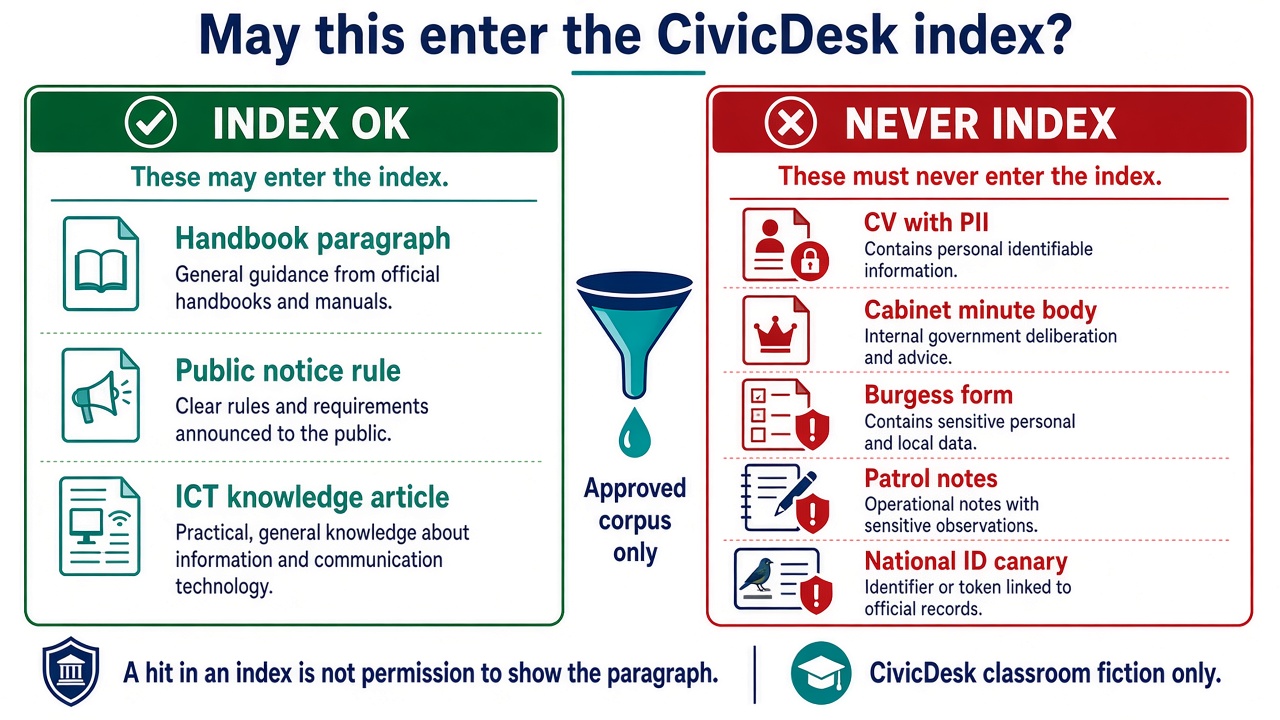 May this enter the CivicDesk index?
INDEX OK
These may enter the index.
Handbook paragraph
General guidance from official
handbooks and manuals.
Public notice rule
Clear rules and requirements
announced to the public.
ICT knowledge article
Practical, general knowledge about
information and communication
technology.
Approved
corpus
only
NEVER INDEX
These must never enter the index.
CV with PII
Contains personal identifiable
information.
Cabinet minute body
Internal government deliberation
and advice.
Burgess form
Contains sensitive personal
and local data.
Patrol notes
Operational notes with
sensitive observations.
National ID canary
Identifier or token linked to
official records.
A hit in an index is not permission to show the paragraph.
CivicDesk classroom fiction only.